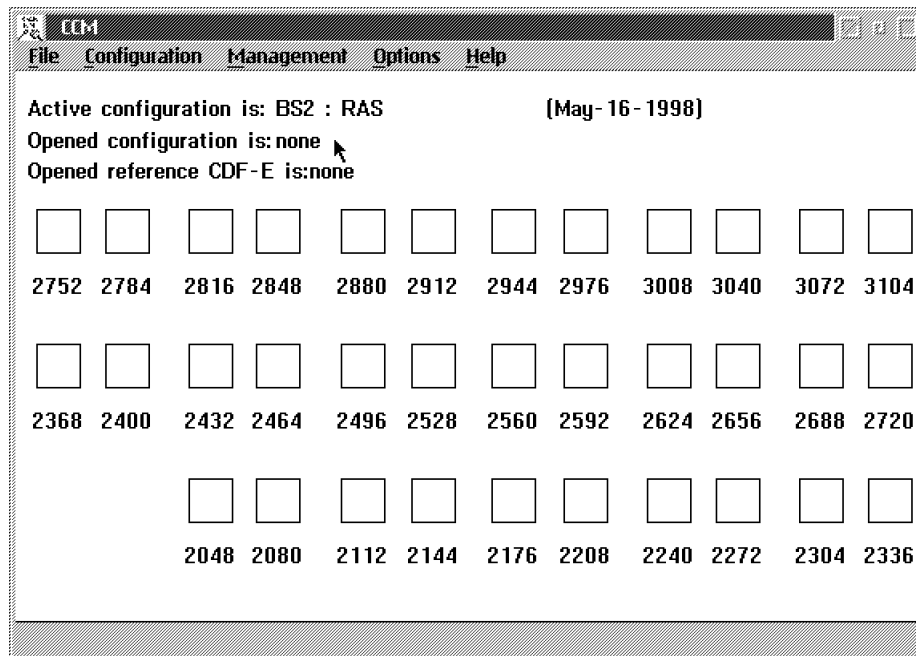 CCM
File Configuration Management Options Help
Active configuration is: BS2 : RAS (May-16-1998)
Opened configuration is: none
Opened reference CDF-E is:none
2752 2784 2816 2848 2880 2912 2944 2976 3008 3040 3072 3104
2368 2400 2432 2464 2496 2528 2560 2592 2624 2656 2688 2720
2048 2080 2112 2144 2176 2208 2240 2272 2304 2336